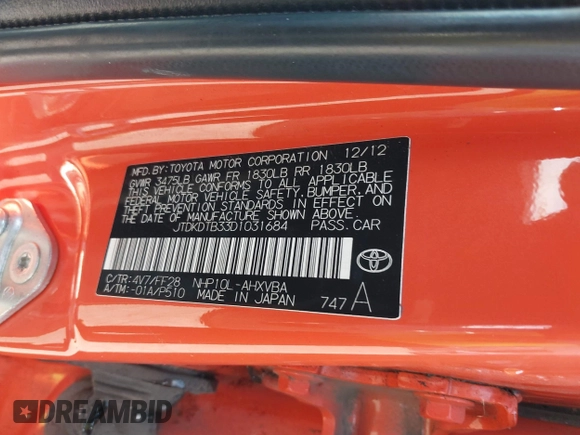 MFD. BY: TOYOTA MOTOR CORPORATION 12/12
GVWR 3479LB GAWR FR 1830LB RR 1830LB
THIS VEHICLE CONFORMS TO ALL APPLICABLE
FEDERAL MOTOR VEHICLE SAFETY, BUMPER, AND
THEFT PREVENTION STANDARDS IN EFFECT ON
THE DATE OF MANUFACTURE SHOWN ABOVE.
JTDKDTB33D1031684 PASS. CAR
C/TR: 4V7/FF28 NHP10L-AHXVBA
A/TM: -01A/P510 MADE IN JAPAN 747 A
TOYOTA
DREAMBID